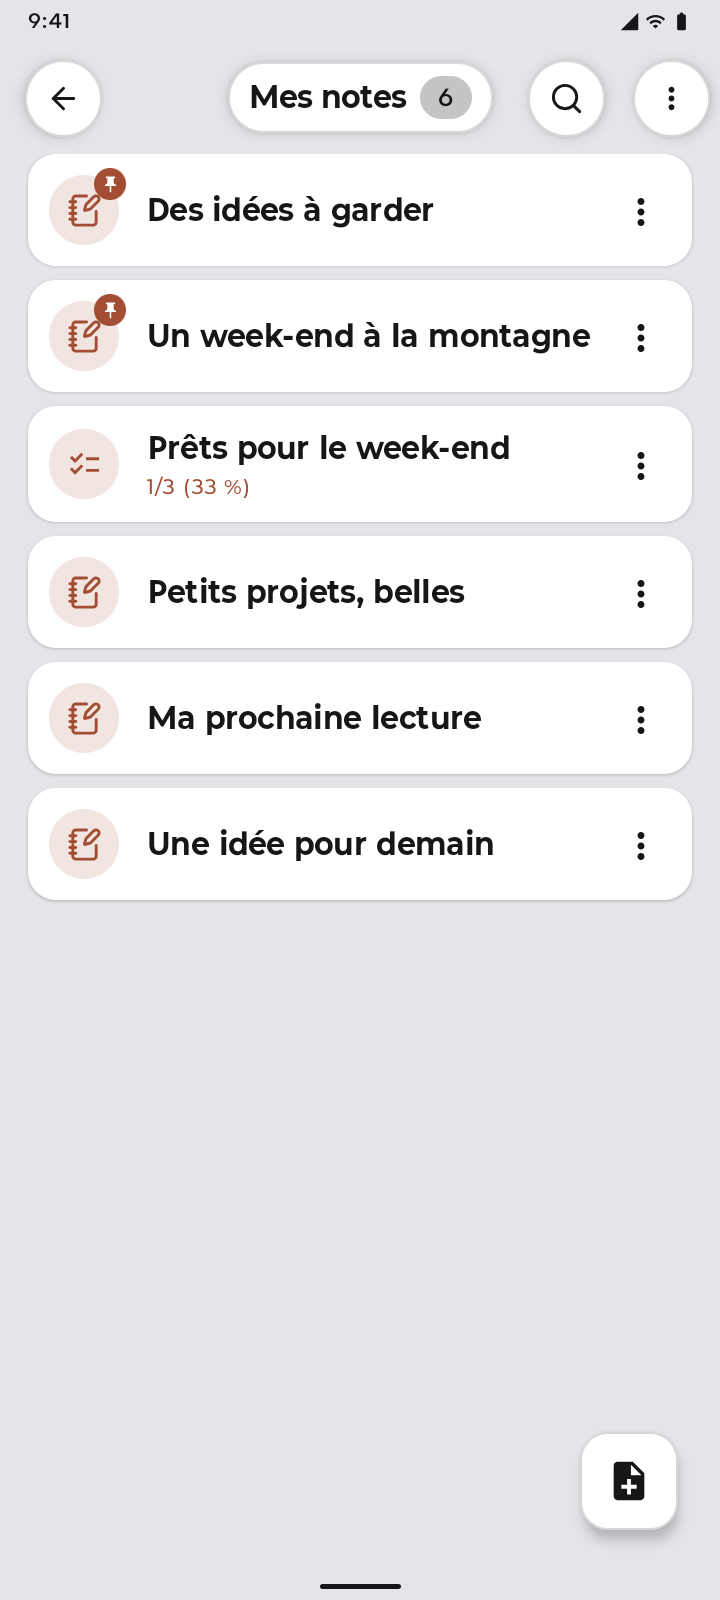 9:41
Mes notes 6
Des idées à garder
Un week-end à la montagne
Prêts pour le week-end
1/3 (33 %)
Petits projets, belles
Ma prochaine lecture
Une idée pour demain